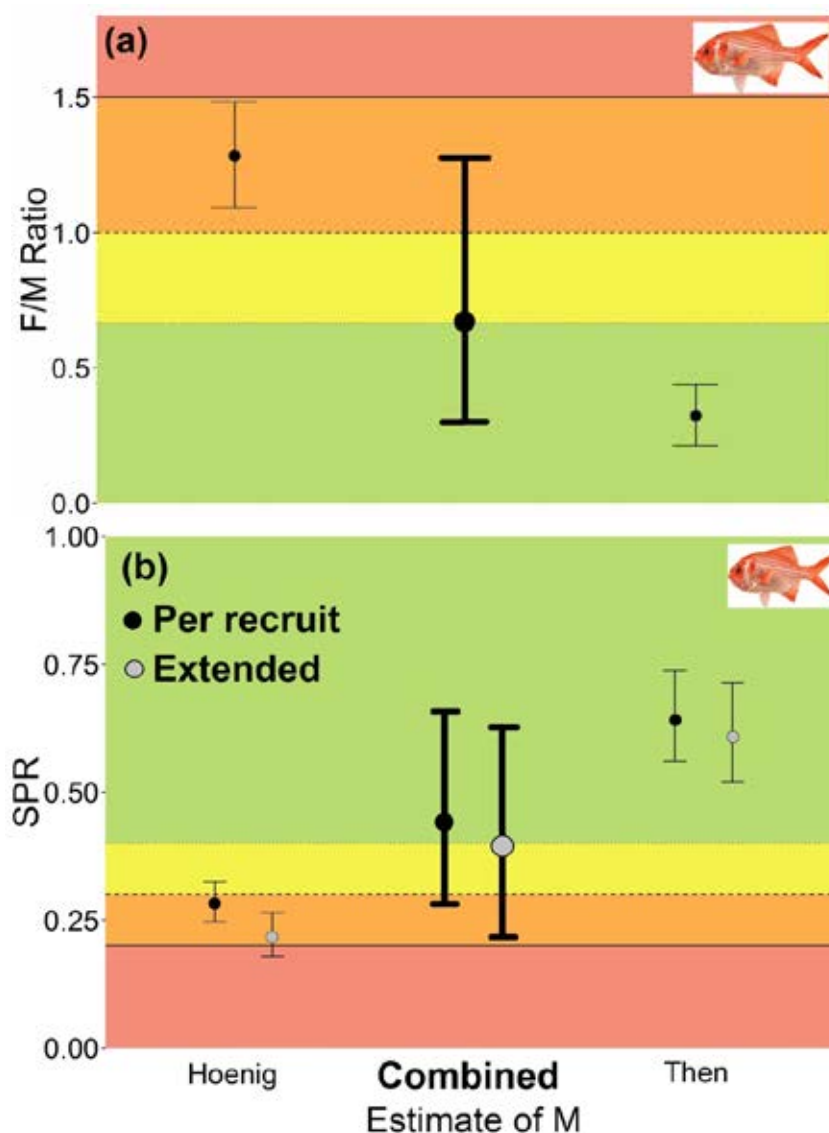 (a)
1.5
1.0
0.5
0.0
F/M Ratio
(b)
Per recruit
Extended
1.00
0.75
0.50
0.25
0.00
SPR
Hoenig Combined Then
Estimate of M